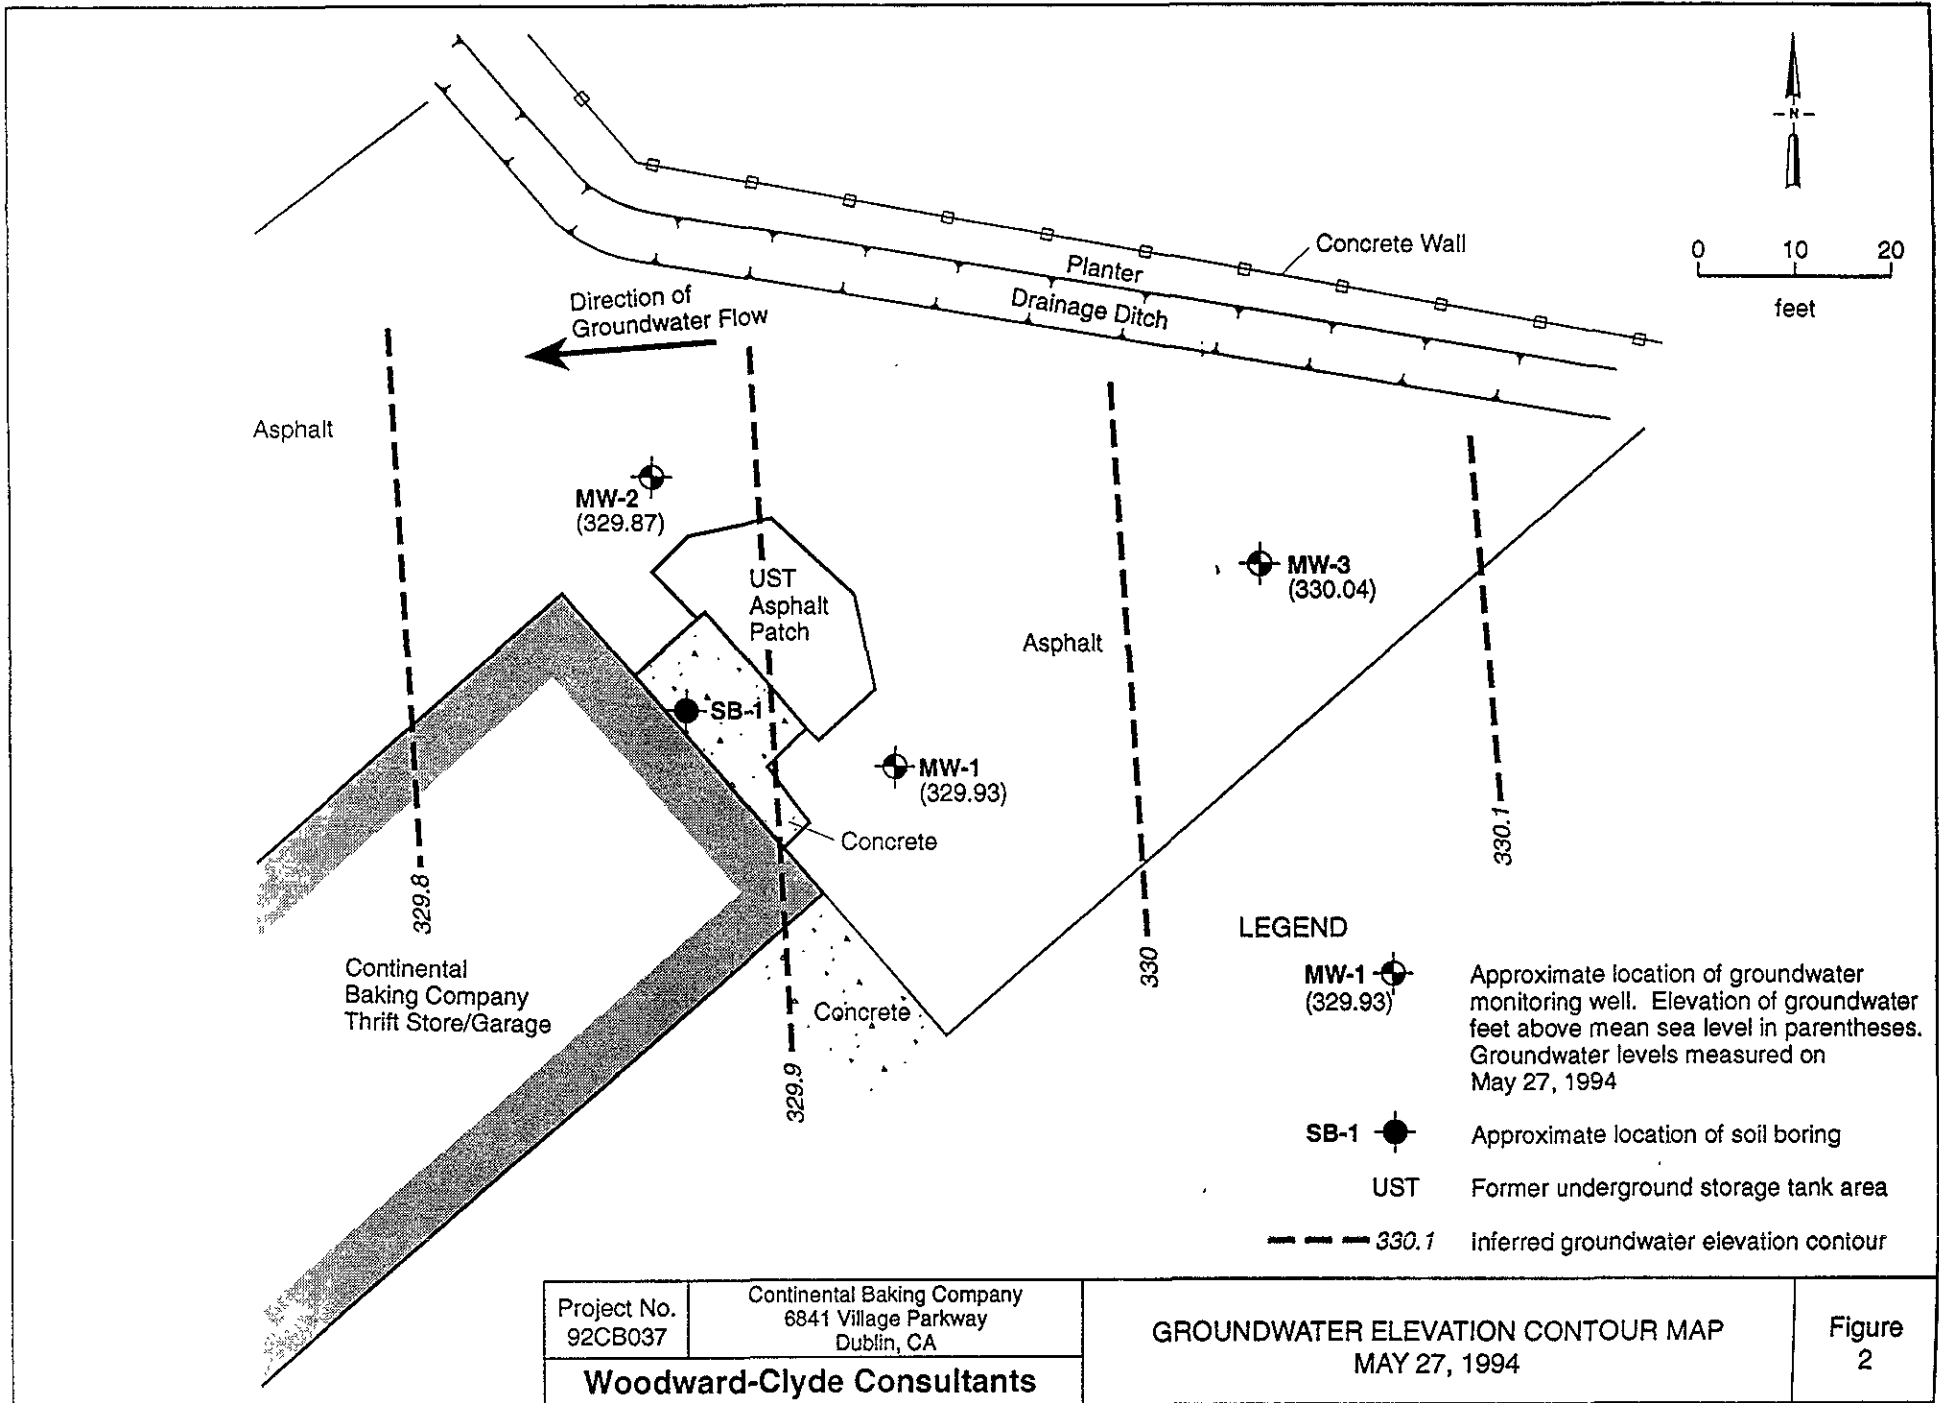 N
0 10 20
feet
Concrete Wall
Planter
Drainage Ditch
Direction of
Groundwater Flow
Asphalt
MW-2
(329.87)
MW-3
(330.04)
UST
Asphalt
Patch
Asphalt
SB-1
MW-1
(329.93)
Concrete
330.1
329.8
330
329.9
Continental
Baking Company
Thrift Store/Garage
Concrete
LEGEND
MW-1
(329.93)
Approximate location of groundwater
monitoring well. Elevation of groundwater
feet above mean sea level in parentheses.
Groundwater levels measured on
May 27, 1994
SB-1 Approximate location of soil boring
UST Former underground storage tank area
330.1 Inferred groundwater elevation contour
Project No.
92CB037
Continental Baking Company
6841 Village Parkway
Dublin, CA
Woodward-Clyde Consultants
GROUNDWATER ELEVATION CONTOUR MAP
MAY 27, 1994
Figure
2